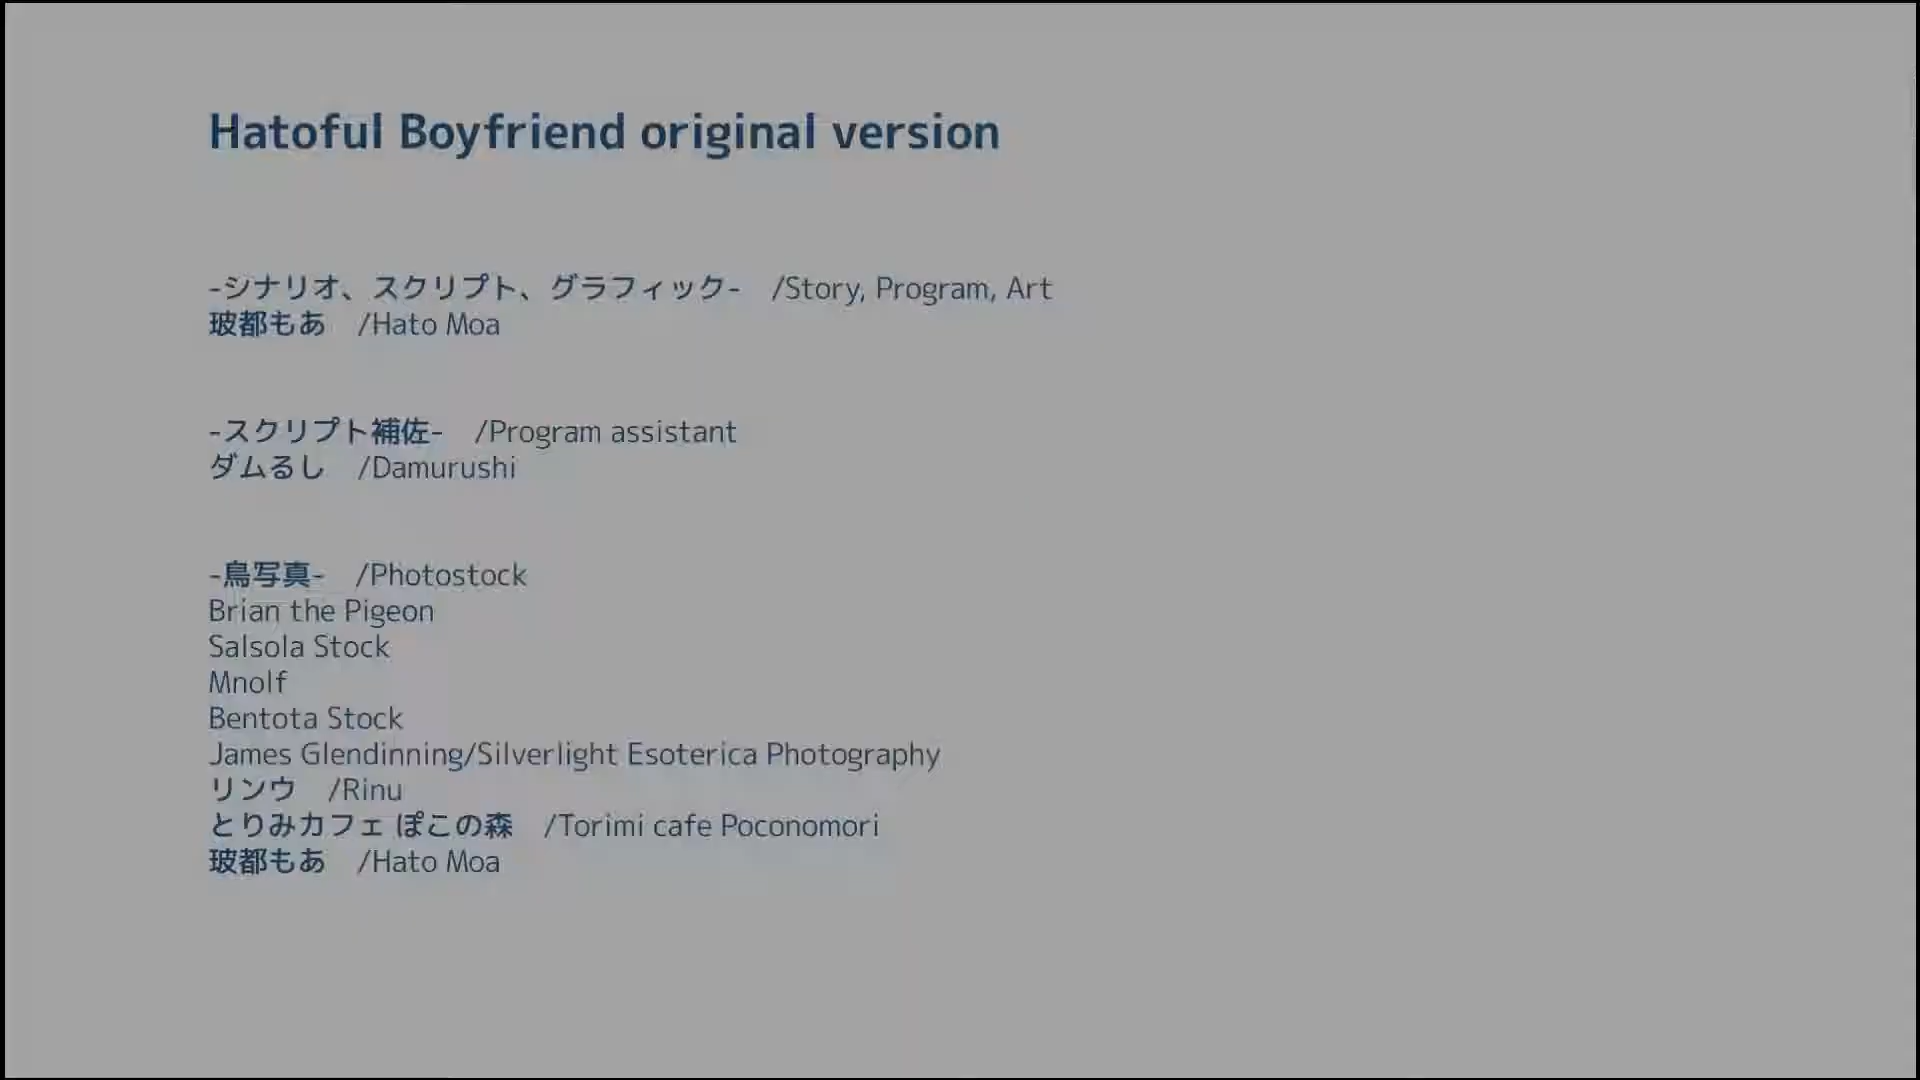 Hatoful Boyfriend original version
-シナリオ、スクリプト、グラフィック-　/Story, Program, Art
玻都もあ　/Hato Moa
-スクリプト補佐-　/Program assistant
ダムるし　/Damurushi
-鳥写真-　/Photostock
Brian the Pigeon
Salsola Stock
Mnolf
Bentota Stock
James Glendinning/Silverlight Esoterica Photography
リンウ　/Rinu
とりみカフェ ぽこの森　/Torimi cafe Poconomori
玻都もあ　/Hato Moa